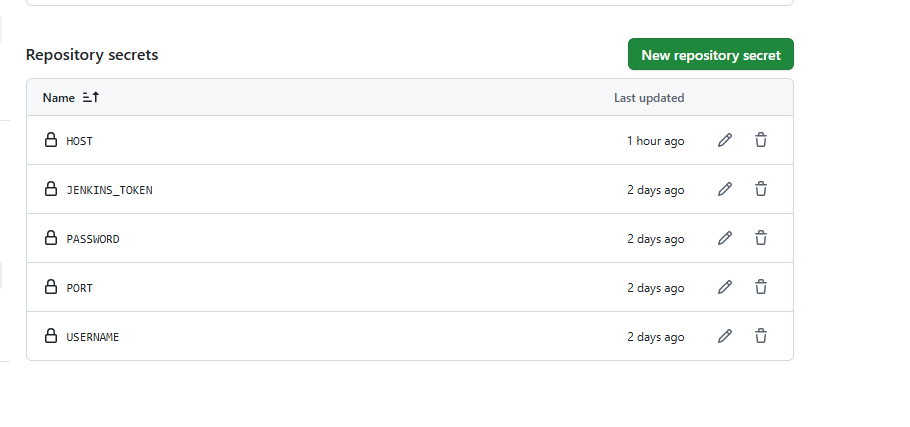 Repository secrets
New repository secret
Name
Last updated
HOST
1 hour ago
JENKINS_TOKEN
2 days ago
PASSWORD
2 days ago
PORT
2 days ago
USERNAME
2 days ago